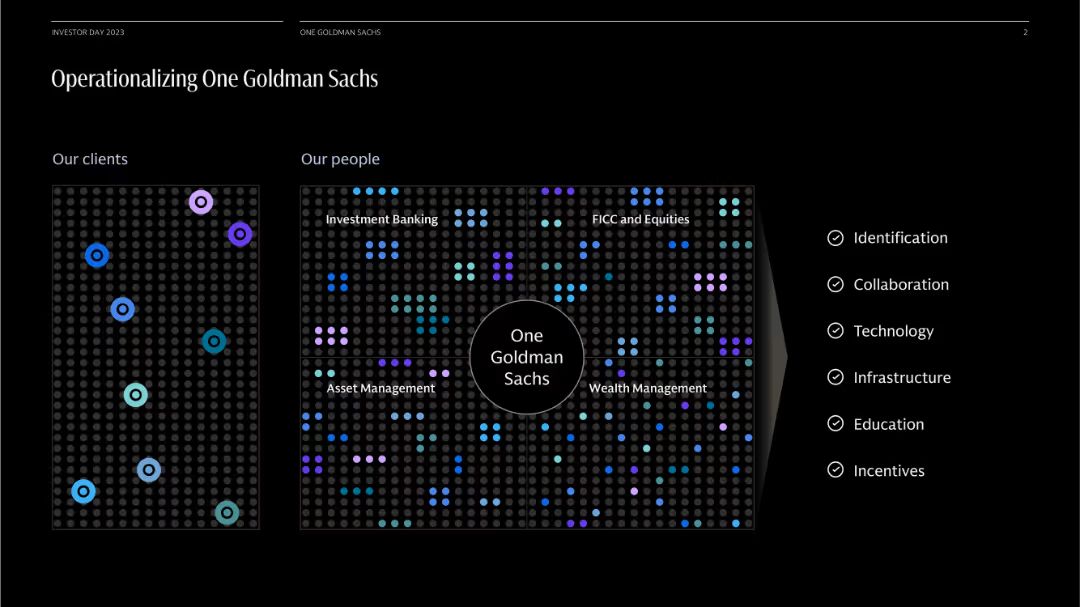 INVESTOR DAY 2023
ONE GOLDMAN SACHS
2
Operationalizing One Goldman Sachs
Our clients
Our people
Investment Banking
FICC and Equities
One
Goldman
Sachs
Asset Management
Wealth Management
Identification
Collaboration
Technology
Infrastructure
Education
Incentives